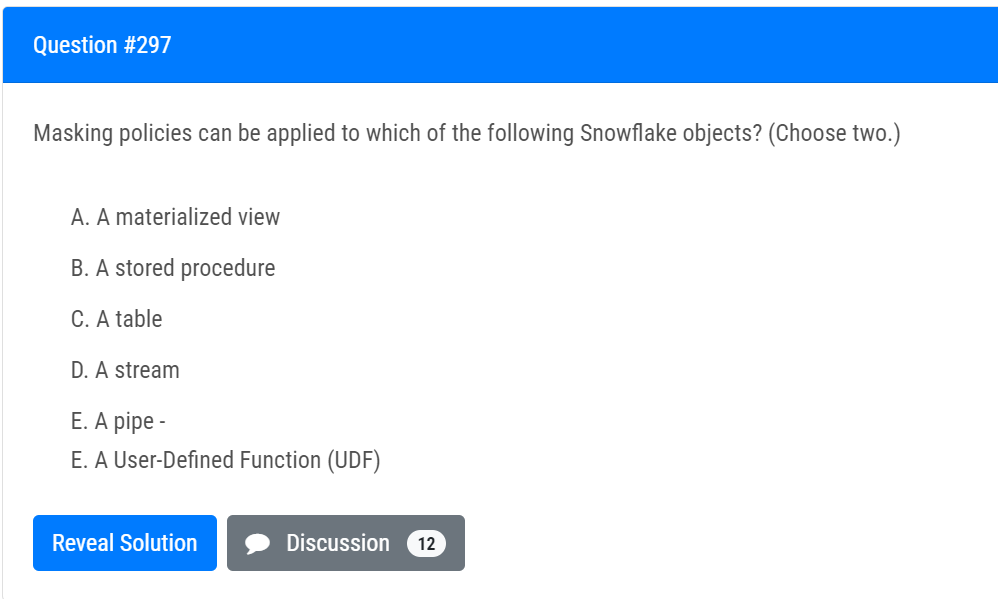 Question #297
Masking policies can be applied to which of the following Snowflake objects? (Choose two.)
A. A materialized view
B. A stored procedure
C. A table
D. A stream
E. A pipe -
E. A User-Defined Function (UDF)
Reveal Solution
Discussion 12